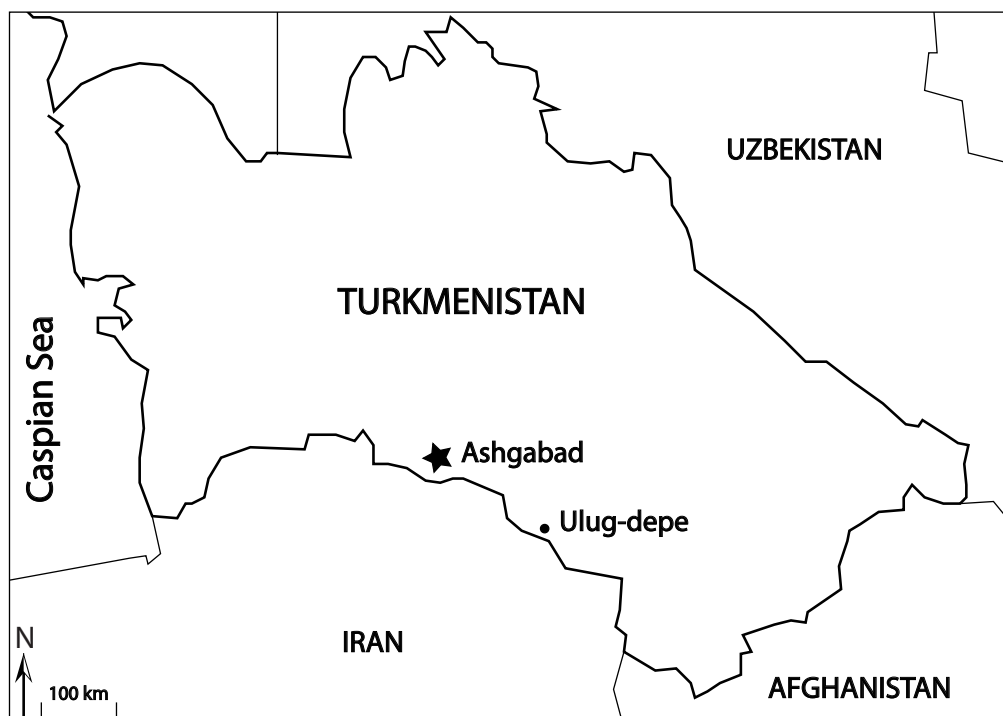 UZBEKISTAN
TURKMENISTAN
Caspian Sea
Ashgabad
Ulug-depe
N
IRAN
100 km
AFGHANISTAN